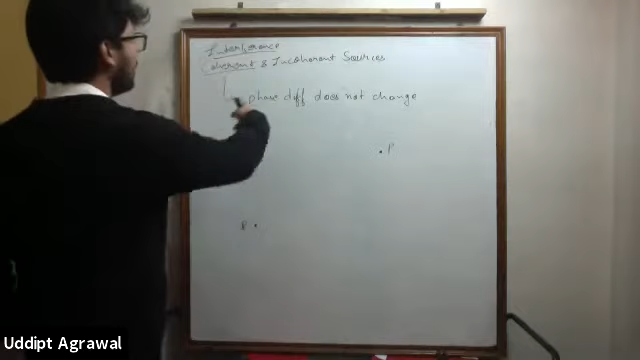 Interference
Coherent & Incoherent Sources
phase diff does not change
P
Uddipt Agrawal